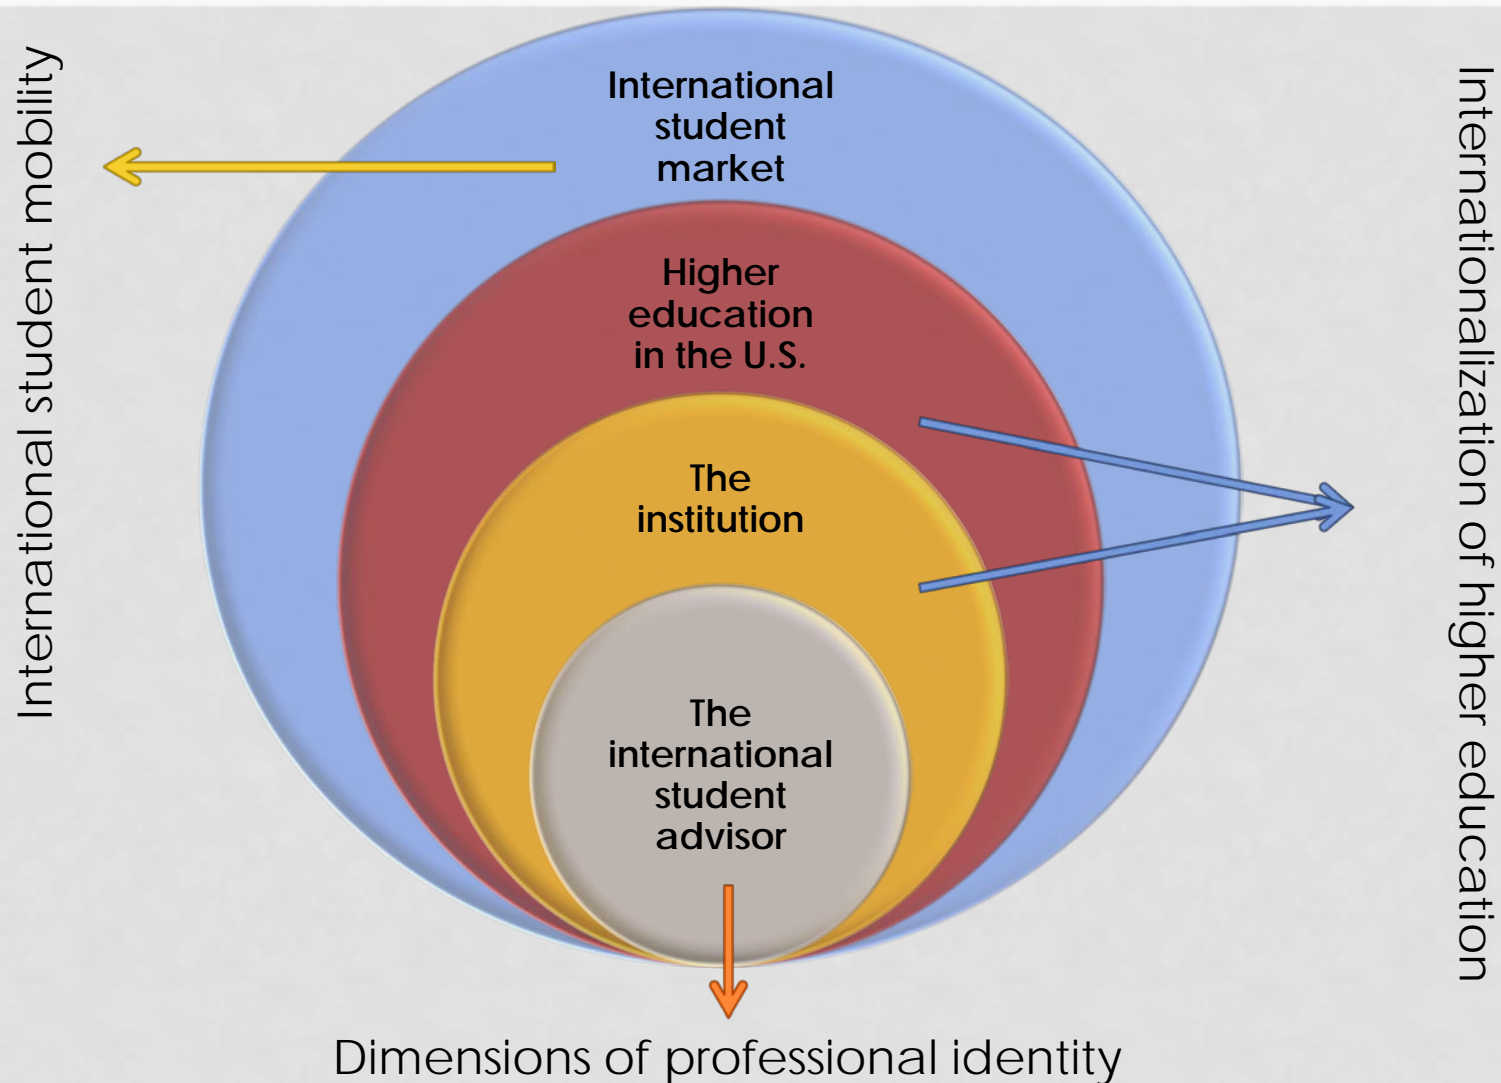 International student mobility
International
student
market
Higher
education
in the U.S.
The
institution
The
international
student
advisor
Internationalization of higher education
Dimensions of professional identity